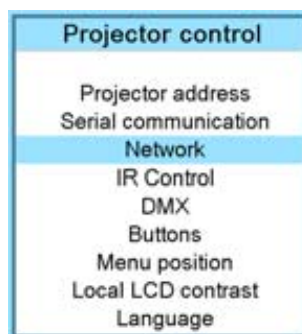 Projector control
Projector address
Serial communication
Network
IR Control
DMX
Buttons
Menu position
Local LCD contrast
Language